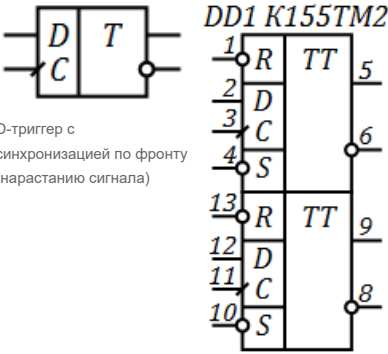 D T
C
D-триггер с
синхронизацией по фронту
(нарастанию сигнала)
DD1 К155ТМ2
1 R TT 5
2 D
3 C 6
4 S
13 R TT 9
12 D
11 C 8
10 S